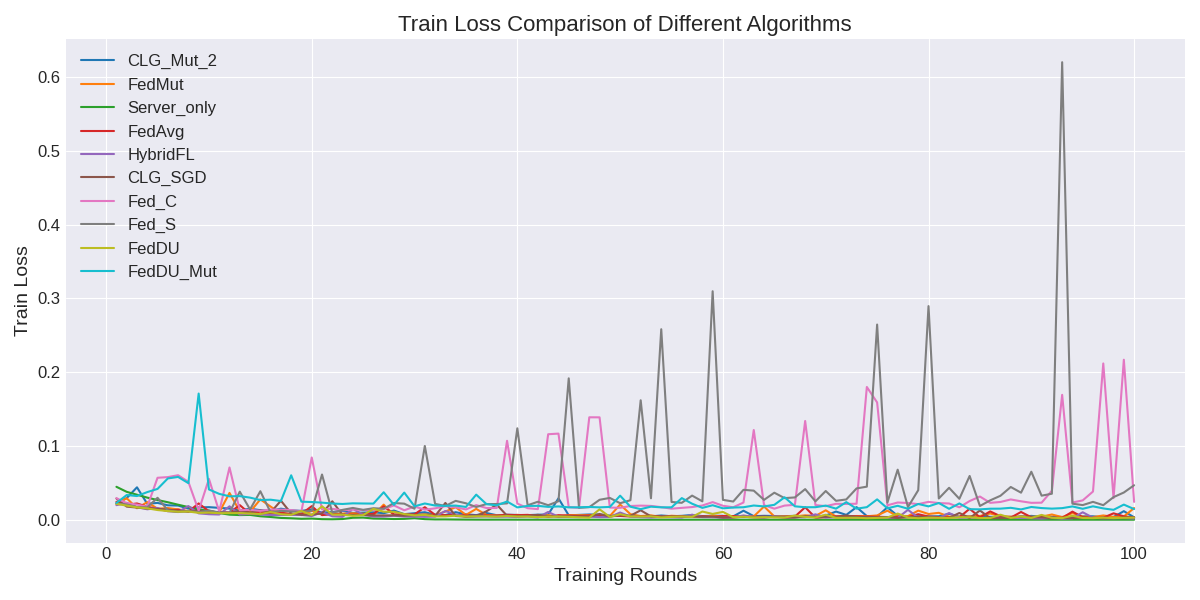 Train Loss Comparison of Different Algorithms
Train Loss
0.6
0.5
0.4
0.3
0.2
0.1
0.0
CLG_Mut_2
FedMut
Server_only
FedAvg
HybridFL
CLG_SGD
Fed_C
Fed_S
FedDU
FedDU_Mut
0 20 40 60 80 100
Training Rounds